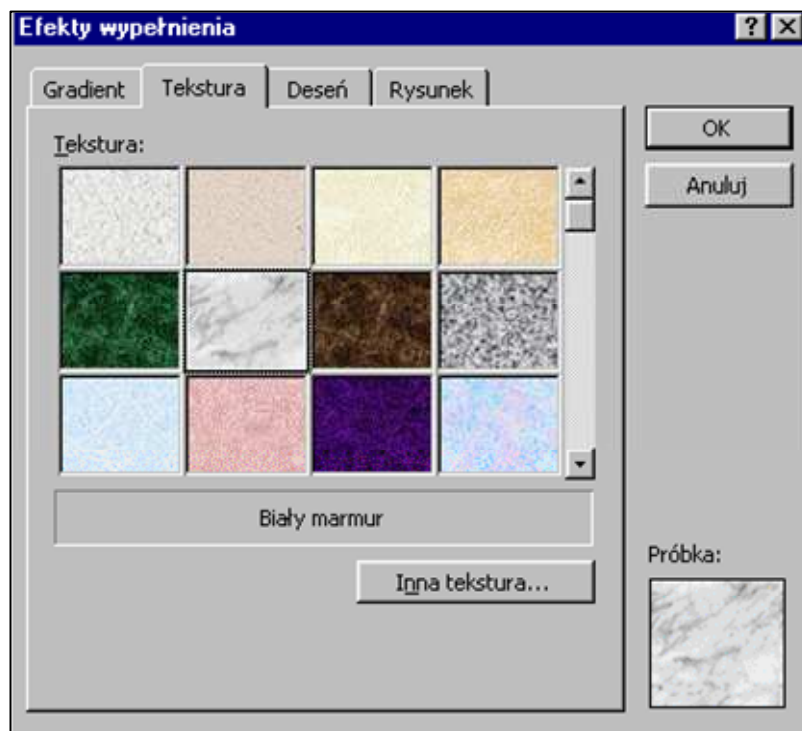 Efekty wypełnienia
Gradient Tekstura Deseń Rysunek
Tekstura:
OK
Anuluj
Biały marmur
Inna tekstura...
Próbka: